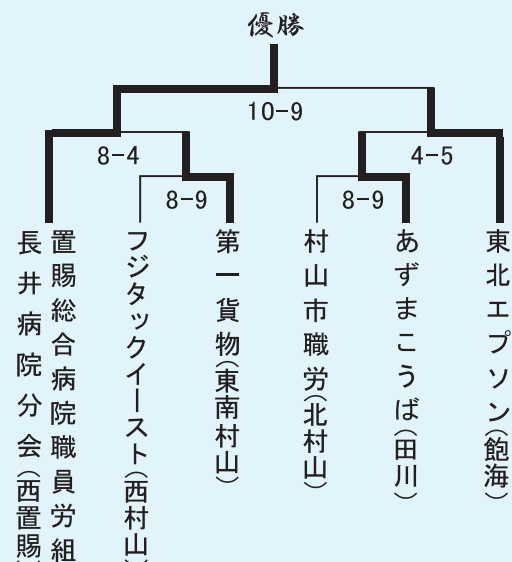 優勝
10-9
8-4
4-5
8-9
8-9
置賜総合病院職員労組
長井病院分会(西置賜)
フジタックイースト(西村山)
第一貨物(東南村山)
村山市職労(北村山)
あずまこうば(田川)
東北エプソン(飽海)